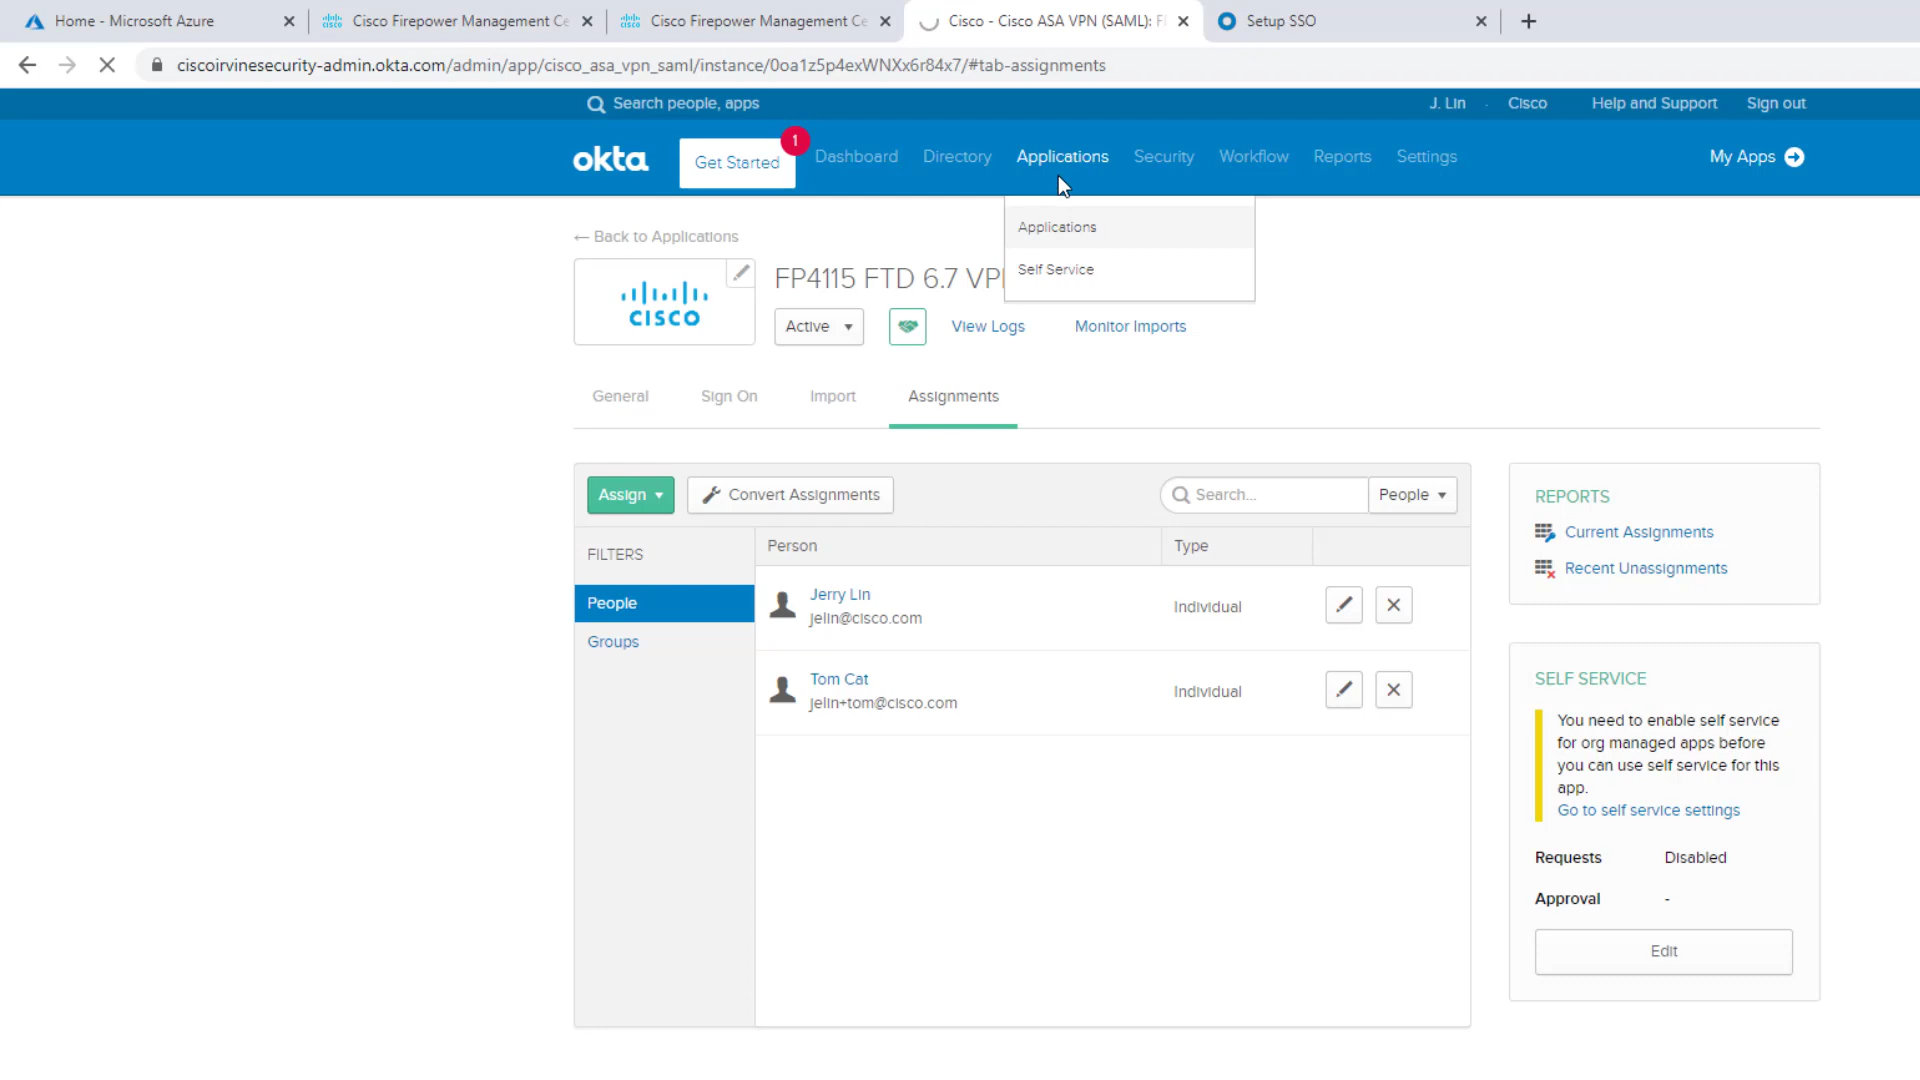 Home - Microsoft Azure
Cisco Firepower Management Ce
Cisco Firepower Management Ce
Cisco - Cisco ASA VPN (SAML): F
Setup SSO
ciscoirvinesecurity-admin.okta.com/admin/app/cisco_asa_vpn_saml/instance/0oa1z5p4exWNXx6r84x7/#tab-assignments
Search people, apps
J. Lin
Cisco
Help and Support
Sign out
okta
Get Started
1
Dashboard
Directory
Applications
Security
Workflow
Reports
Settings
My Apps
Applications
Self Service
← Back to Applications
cisco
FP4115 FTD 6.7
Active
View Logs
Monitor Imports
General
Sign On
Import
Assignments
Assign
Convert Assignments
Search...
People
FILTERS
People
Groups
Person
Type
Jerry Lin
jelin@cisco.com
Individual
Tom Cat
jelin+tom@cisco.com
Individual
REPORTS
Current Assignments
Recent Unassignments
SELF SERVICE
You need to enable self service
for org managed apps before
you can use self service for this
app.
Go to self service settings
Requests
Disabled
Approval
-
Edit